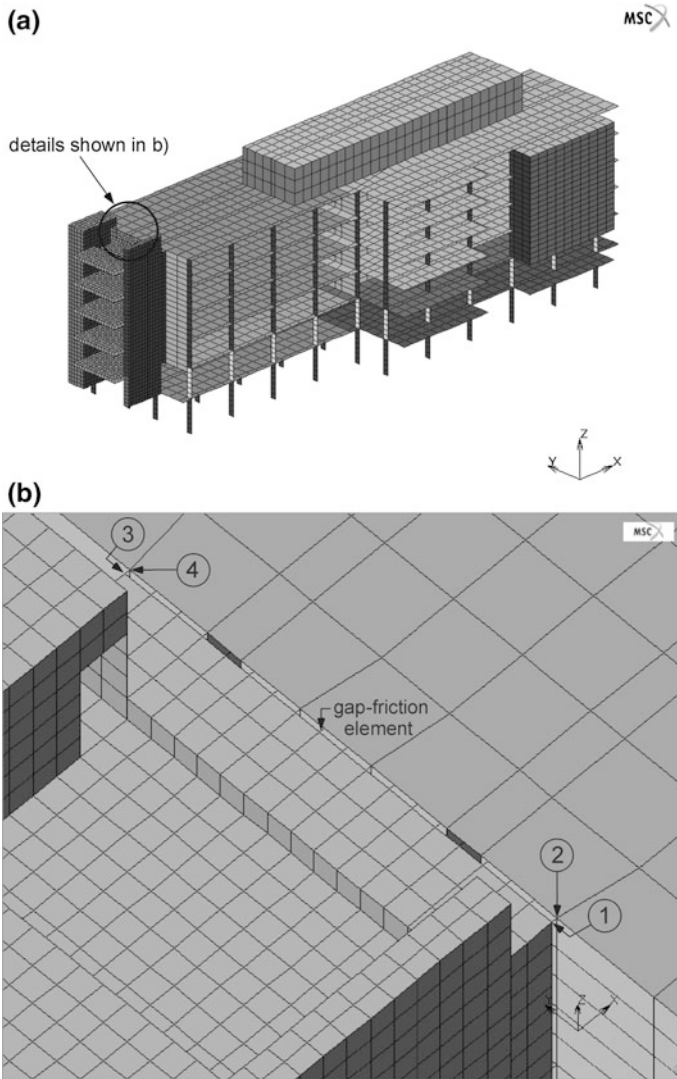 (a)
MSC
details shown in b)
Z
Y
X
(b)
MSC
3
4
gap-friction
element
2
1
Z